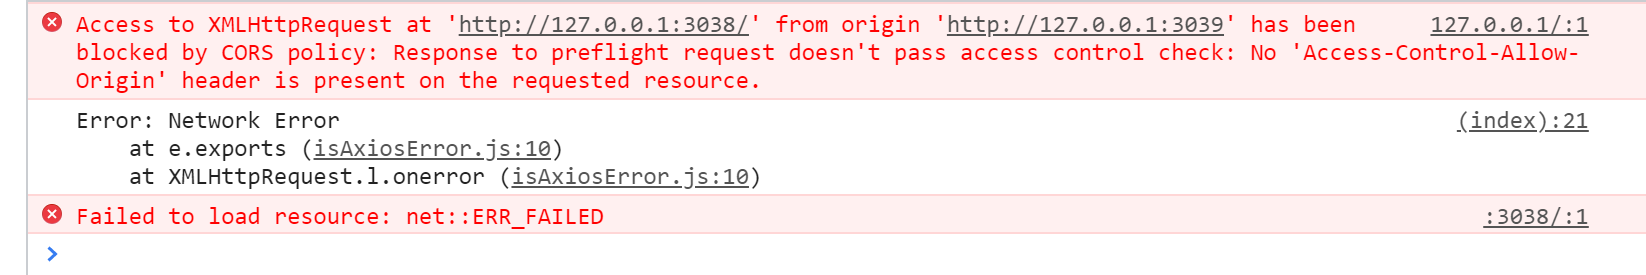 Access to XMLHttpRequest at 'http://127.0.0.1:3038/' from origin 'http://127.0.0.1:3039' has been 127.0.0.1/:1
blocked by CORS policy: Response to preflight request doesn't pass access control check: No 'Access-Control-Allow-
Origin' header is present on the requested resource.
Error: Network Error (index):21
at e.exports (isAxiosError.js:10)
at XMLHttpRequest.l.onerror (isAxiosError.js:10)
Failed to load resource: net::ERR_FAILED :3038/:1